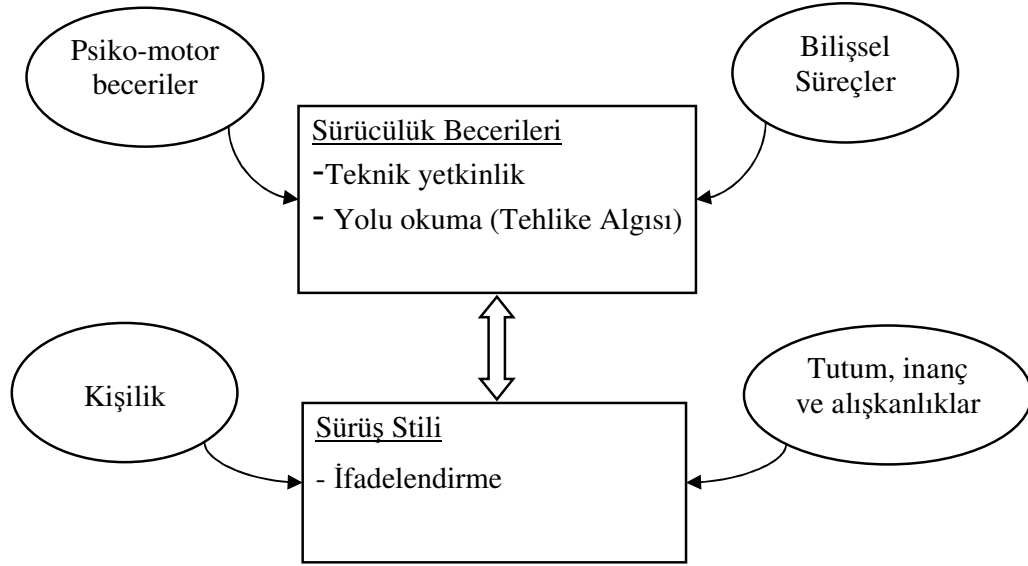 Psiko-motor
beceriler
Bilişsel
Süreçler
Sürücülük Becerileri
-Teknik yetkinlik
- Yolu okuma (Tehlike Algısı)
Kişilik
Tutum, inanç
ve alışkanlıklar
Sürüş Stili
- İfadelendirme